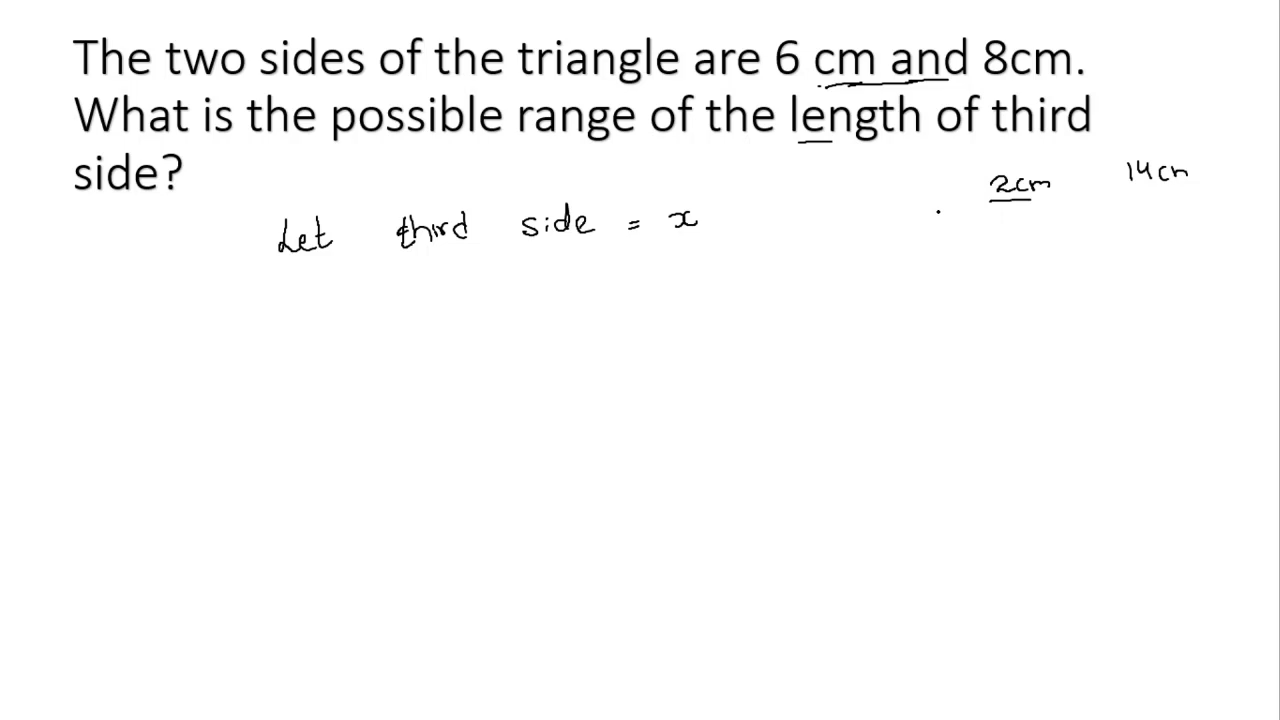 The two sides of the triangle are 6 cm and 8cm.
What is the possible range of the length of third
side?
2cm 14cm
Let third side = x